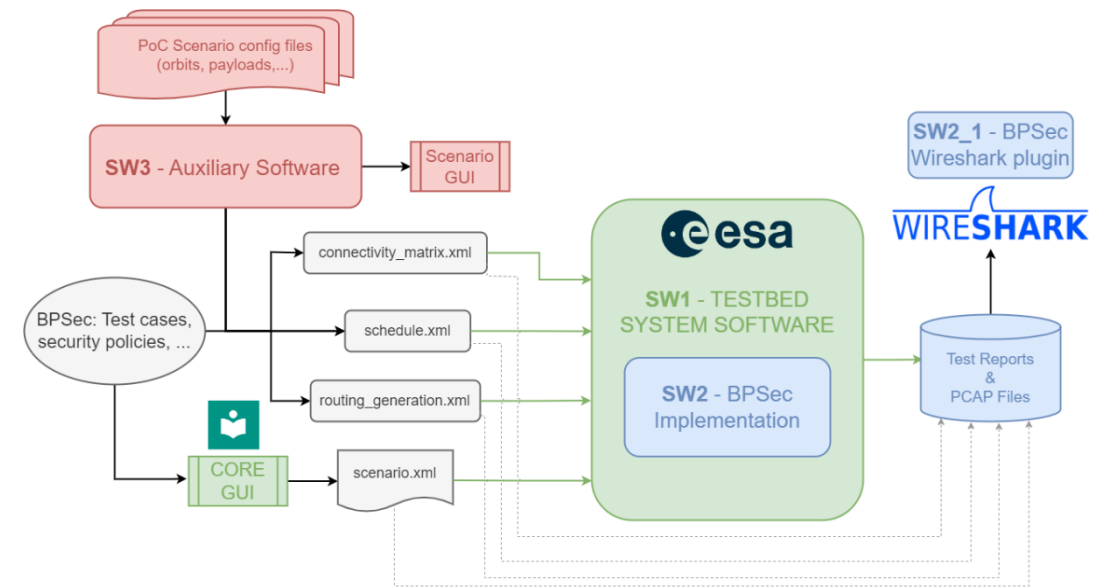 PoC Scenario config files
(orbits, payloads,...)
SW3 - Auxiliary Software
Scenario
GUI
SW2_1 - BPSec
Wireshark plugin
WIRESHARK
esa
connectivity_matrix.xml
SW1 - TESTBED
SYSTEM SOFTWARE
BPSec: Test cases,
security policies, ...
schedule.xml
Test Reports
&
PCAP Files
SW2 - BPSec
Implementation
routing_generation.xml
CORE
GUI
scenario.xml